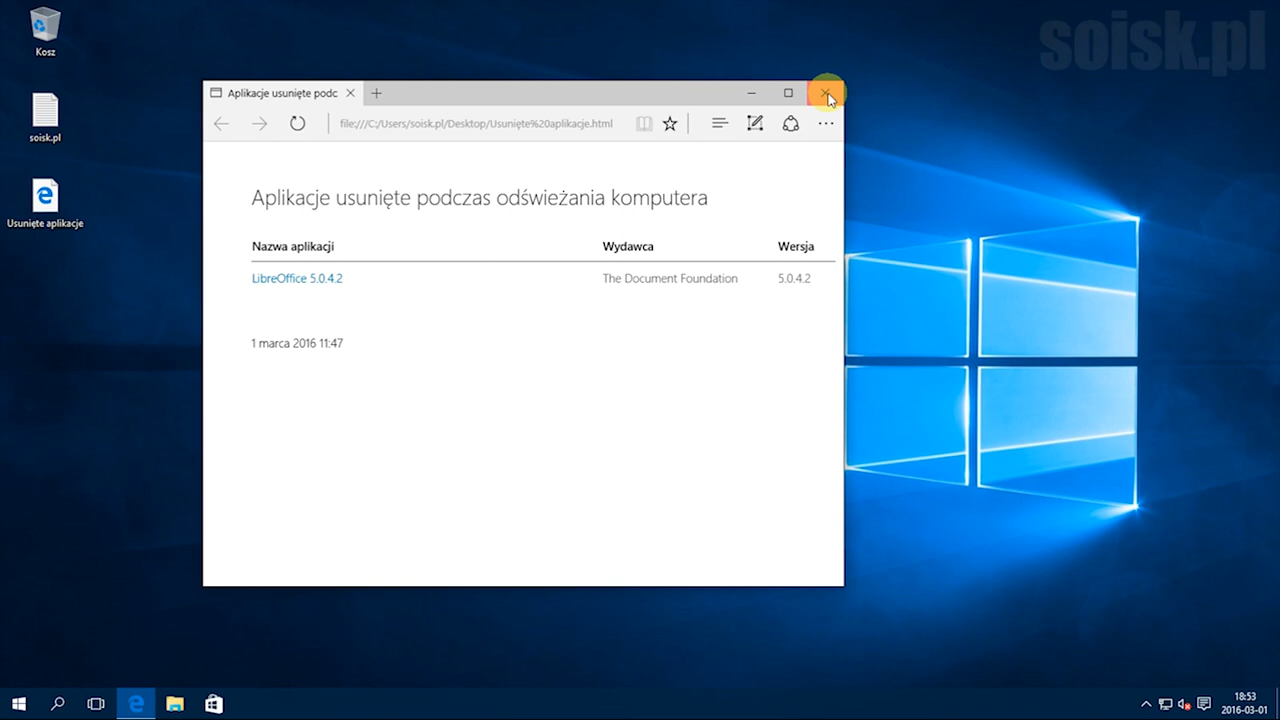 soisk.pl
Kosz
soisk.pl
Usunięte aplikacje
Aplikacje usunięte podc
file:///C:/Users/soisk.pl/Desktop/Usunięte%20aplikacje.html
Aplikacje usunięte podczas odświeżania komputera
Nazwa aplikacji Wydawca Wersja
LibreOffice 5.0.4.2 The Document Foundation 5.0.4.2
1 marca 2016 11:47
18:53
2016-03-01